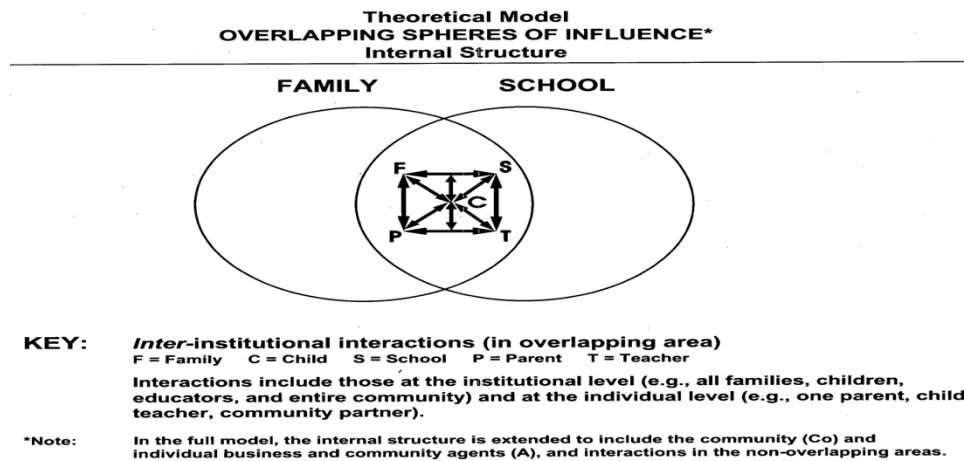 Theoretical Model
OVERLAPPING SPHERES OF INFLUENCE*
Internal Structure
FAMILY SCHOOL
F S
C
P T
KEY: Inter-institutional interactions (in overlapping area)
F = Family C = Child S = School P = Parent T = Teacher
Interactions include those at the institutional level (e.g., all families, children,
educators, and entire community) and at the individual level (e.g., one parent, child
teacher, community partner).
*Note: In the full model, the internal structure is extended to include the community (Co) and
individual business and community agents (A), and interactions in the non-overlapping areas.